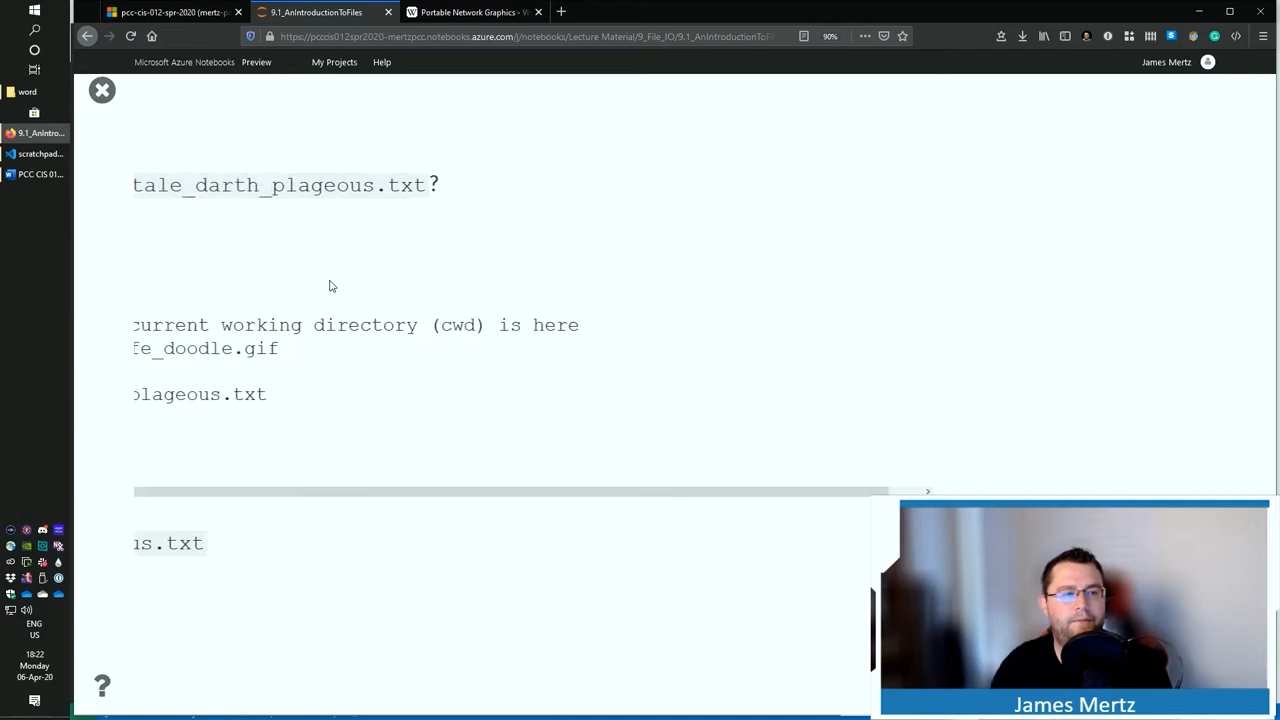 pcc-cis-012-spr-2020 (mertz-p
9.1_AnIntroductionToFiles
Portable Network Graphics - W
https://pcccis012spr2020-mertzpcc.notebooks.azure.com/j/notebooks/Lecture Material/9_File_IO/9.1_AnIntroductionToFi
90%
Microsoft Azure Notebooks
Preview
My Projects
Help
James Mertz
word
9.1_AnIntro...
scratchpad...
PCC CIS 01...
tale_darth_plageous.txt?
current working directory (cwd) is here
fe_doodle.gif
plageous.txt
us.txt
?
ENG
US
18:22
Monday
06-Apr-20
James Mertz